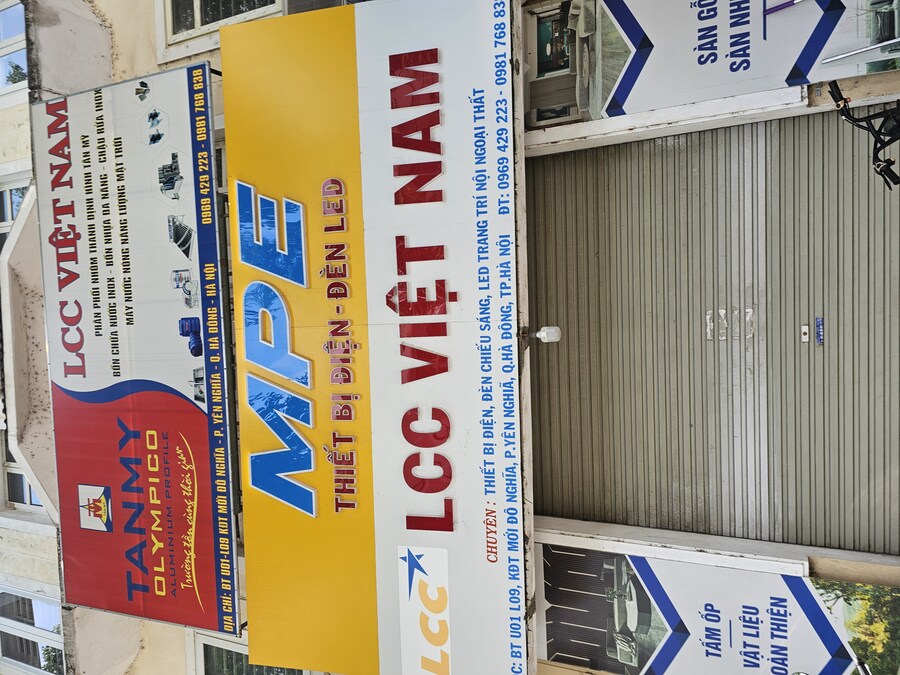 TANMY
OLYMPICO
ALUMINIUM PROFILE
Trường tồn cùng thời gian
LCC VIỆT NAM
PHÂN PHỐI NHÔM THANH ĐỊNH HÌNH TÂN MỸ
BỒN CHỨA NƯỚC INOX - BỒN NHỰA ĐA NĂNG - CHẬU RỬA INOX
MÁY NƯỚC NÓNG NĂNG LƯỢNG MẶT TRỜI
ĐỊA CHỈ: BT U01-L09 KĐT MỚI ĐÔ NGHĨA - P. YÊN NGHĨA - Q. HÀ ĐÔNG - HÀ NỘI 0969 429 223 - 0981 768 838
MPE
THIẾT BỊ ĐIỆN - ĐÈN LED
LCC
LCC VIỆT NAM
CHUYÊN : THIẾT BỊ ĐIỆN, ĐÈN CHIẾU SÁNG, LED TRANG TRÍ NỘI NGOẠI THẤT
C: BT U01 L09, KĐT MỚI ĐÔ NGHĨA, P.YÊN NGHĨA, Q.HÀ ĐÔNG, TP.HÀ NỘI ĐT: 0969 429 223 - 0981 768 83
TẤM ỐP
VẬT LIỆU
OÀN THIỆN
SÀN GỖ
SÀN NH